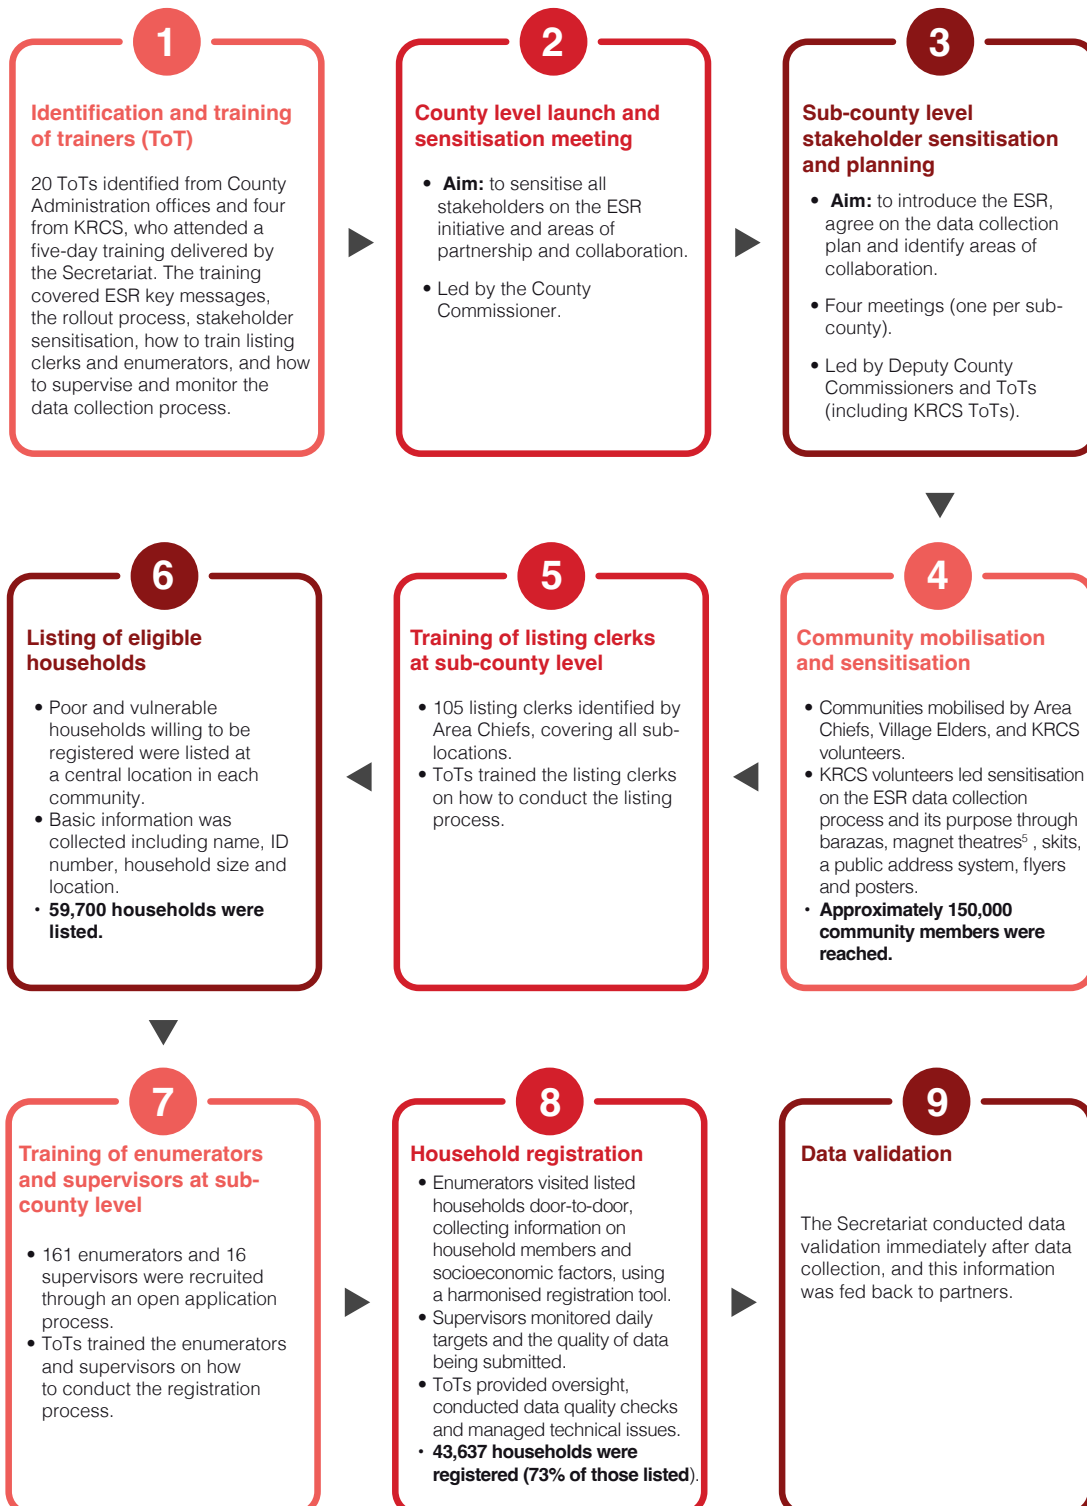 1
Identification and training
of trainers (ToT)
20 ToTs identified from County
Administration offices and four
from KRCS, who attended a
five-day training delivered by
the Secretariat. The training
covered ESR key messages,
the rollout process, stakeholder
sensitisation, how to train listing
clerks and enumerators, and how
to supervise and monitor the
data collection process.
2
County level launch and
sensitisation meeting
• Aim: to sensitise all
stakeholders on the ESR
initiative and areas of
partnership and collaboration.
• Led by the County
Commissioner.
3
Sub-county level
stakeholder sensitisation
and planning
• Aim: to introduce the ESR,
agree on the data collection
plan and identify areas of
collaboration.
• Four meetings (one per sub-
county).
• Led by Deputy County
Commissioners and ToTs
(including KRCS ToTs).
4
Community mobilisation
and sensitisation
• Communities mobilised by Area
Chiefs, Village Elders, and KRCS
volunteers.
• KRCS volunteers led sensitisation
on the ESR data collection
process and its purpose through
barazas, magnet theatres⁵ , skits,
a public address system, flyers
and posters.
• Approximately 150,000
community members were
reached.
5
Training of listing clerks
at sub-county level
• 105 listing clerks identified by
Area Chiefs, covering all sub-
locations.
• ToTs trained the listing clerks
on how to conduct the listing
process.
6
Listing of eligible
households
• Poor and vulnerable
households willing to be
registered were listed at
a central location in each
community.
• Basic information was
collected including name, ID
number, household size and
location.
• 59,700 households were
listed.
7
Training of enumerators
and supervisors at sub-
county level
• 161 enumerators and 16
supervisors were recruited
through an open application
process.
• ToTs trained the enumerators
and supervisors on how
to conduct the registration
process.
8
Household registration
• Enumerators visited listed
households door-to-door,
collecting information on
household members and
socioeconomic factors, using
a harmonised registration tool.
• Supervisors monitored daily
targets and the quality of data
being submitted.
• ToTs provided oversight,
conducted data quality checks
and managed technical issues.
• 43,637 households were
registered (73% of those listed).
9
Data validation
The Secretariat conducted data
validation immediately after data
collection, and this information
was fed back to partners.